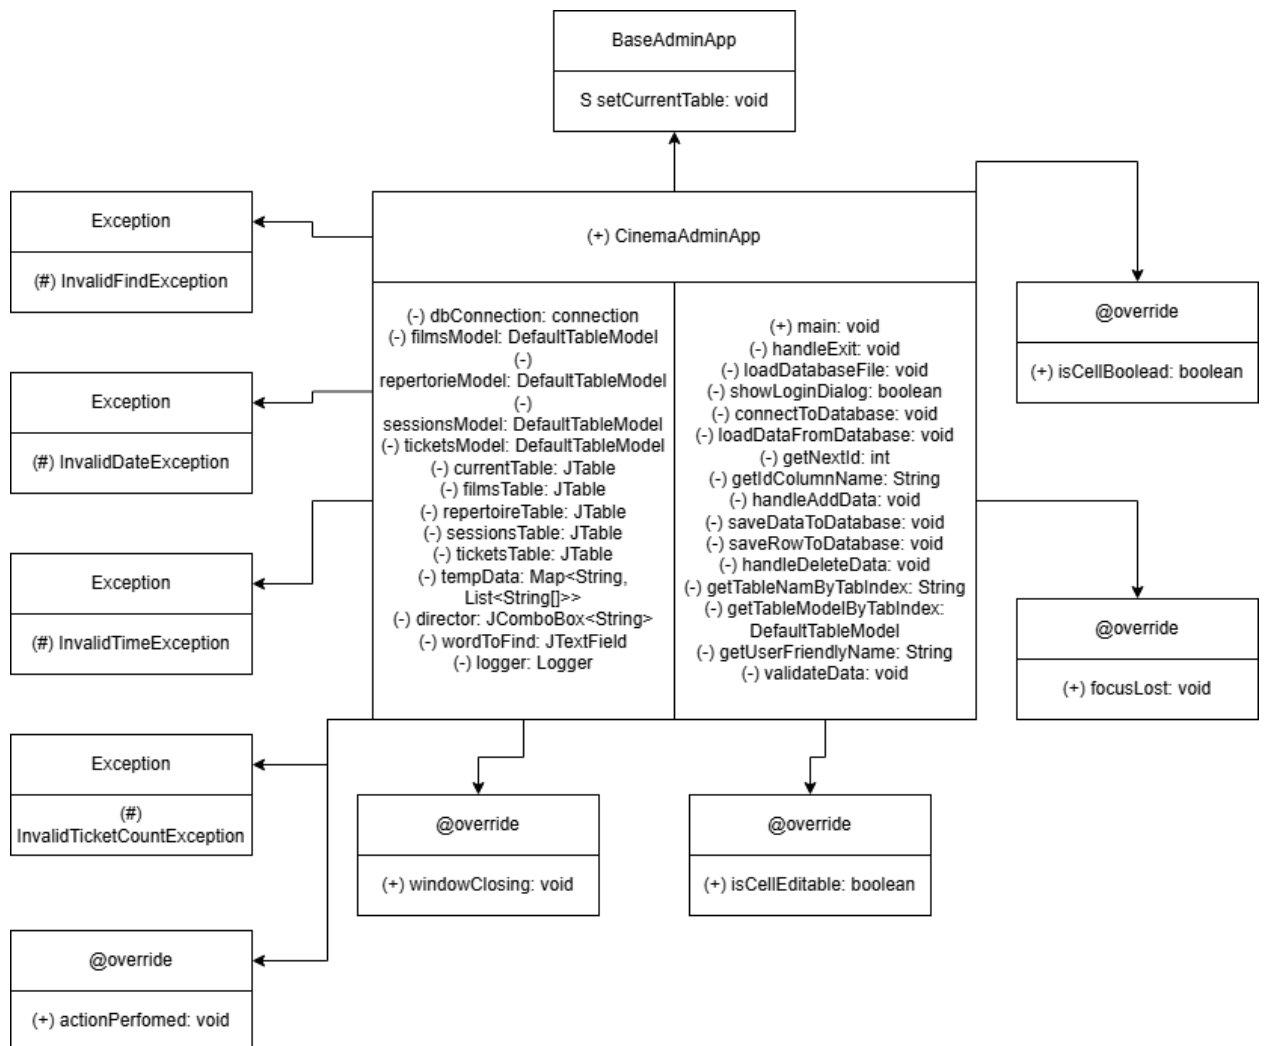 BaseAdminApp
S setCurrentTable: void
Exception
(#) InvalidFindException
(+) CinemaAdminApp
@override
(+) isCellBoolead: boolean
(-) dbConnection: connection
(-) filmsModel: DefaultTableModel
(-)
repertorieModel: DefaultTableModel
(-)
sessionsModel: DefaultTableModel
(-) ticketsModel: DefaultTableModel
(-) currentTable: JTable
(-) filmsTable: JTable
(-) repertoireTable: JTable
(-) sessionsTable: JTable
(-) ticketsTable: JTable
(-) tempData: Map<String,
List<String[]>>
(-) director: JComboBox<String>
(-) wordToFind: JTextField
(-) logger: Logger
(+) main: void
(-) handleExit: void
(-) loadDatabaseFile: void
(-) showLoginDialog: boolean
(-) connectToDatabase: void
(-) loadDataFromDatabase: void
(-) getNextId: int
(-) getIdColumnName: String
(-) handleAddData: void
(-) saveDataToDatabase: void
(-) saveRowToDatabase: void
(-) handleDeleteData: void
(-) getTableNamByTabIndex: String
(-) getTableModelByTabIndex:
DefaultTableModel
(-) getUserFriendlyName: String
(-) validateData: void
Exception
(#) InvalidDateException
Exception
(#) InvalidTimeException
@override
(+) focusLost: void
Exception
(#)
InvalidTicketCountException
@override
(+) windowClosing: void
@override
(+) isCellEditable: boolean
@override
(+) actionPerfomed: void